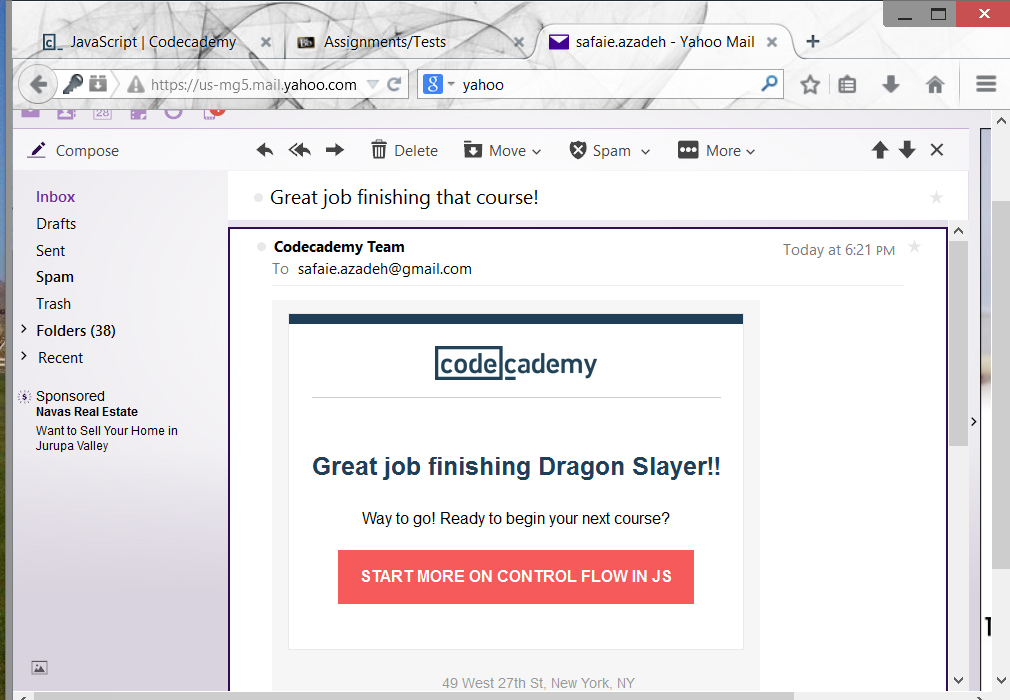 JavaScript | Codecademy
Assignments/Tests
safaie.azadeh - Yahoo Mail
https://us-mg5.mail.yahoo.com
8
yahoo
28
Compose
Delete
Move
Spam
More
Inbox
Drafts
Sent
Spam
Trash
Folders (38)
Recent
Sponsored
Navas Real Estate
Want to Sell Your Home in
Jurupa Valley
Great job finishing that course!
Codecademy Team
Today at 6:21 PM
To safaie.azadeh@gmail.com
codecademy
Great job finishing Dragon Slayer!!
Way to go! Ready to begin your next course?
START MORE ON CONTROL FLOW IN JS
49 West 27th St, New York, NY